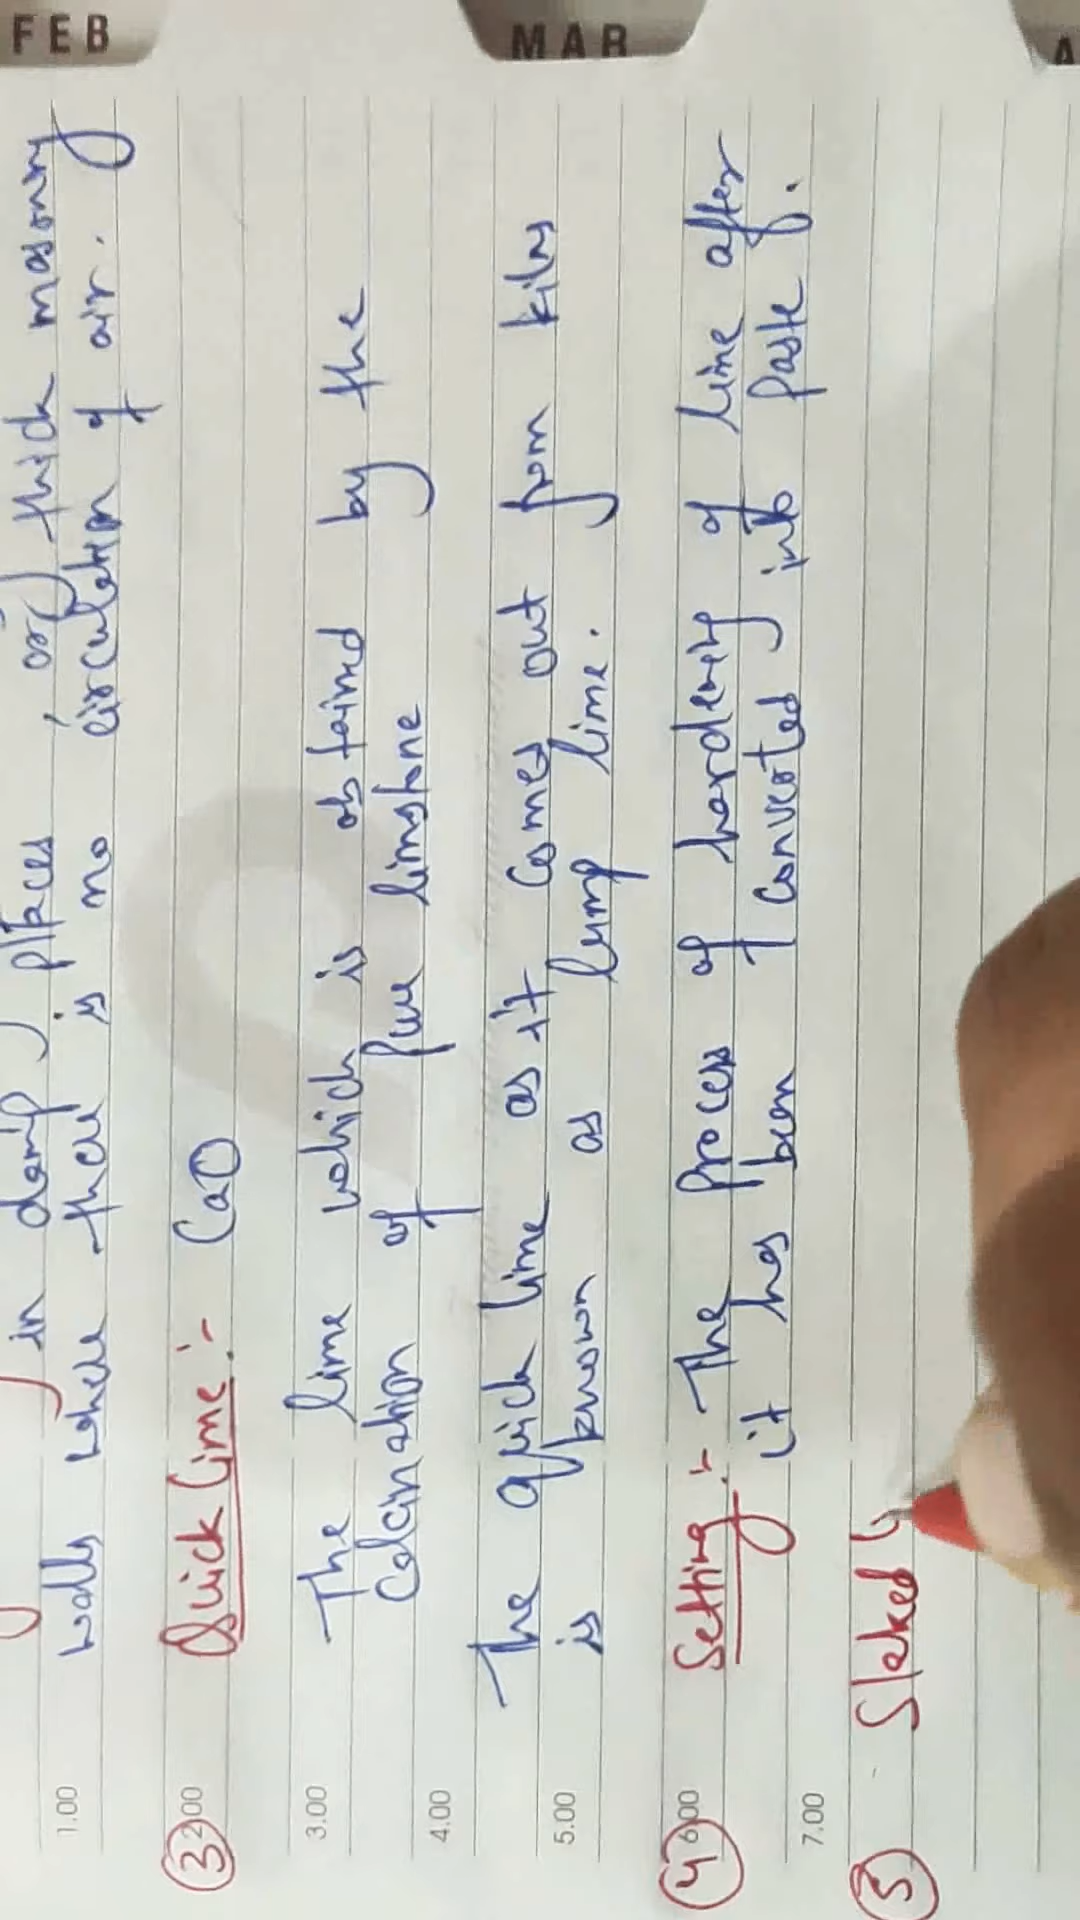 FEB MAR A
in damp places, or thick masonry
walls where there is no circulation of air.
1.00
3 2.00 Quick lime :- CaO
3.00 The lime which is obtaind by the
4.00 Calcination of pure limstone
The quick lime as it comes out from kilns
5.00 is known as lump lime.
4 6.00 Setting :- The process of hardening of lime after
7.00 it has been converted into paste.
5 Slaked